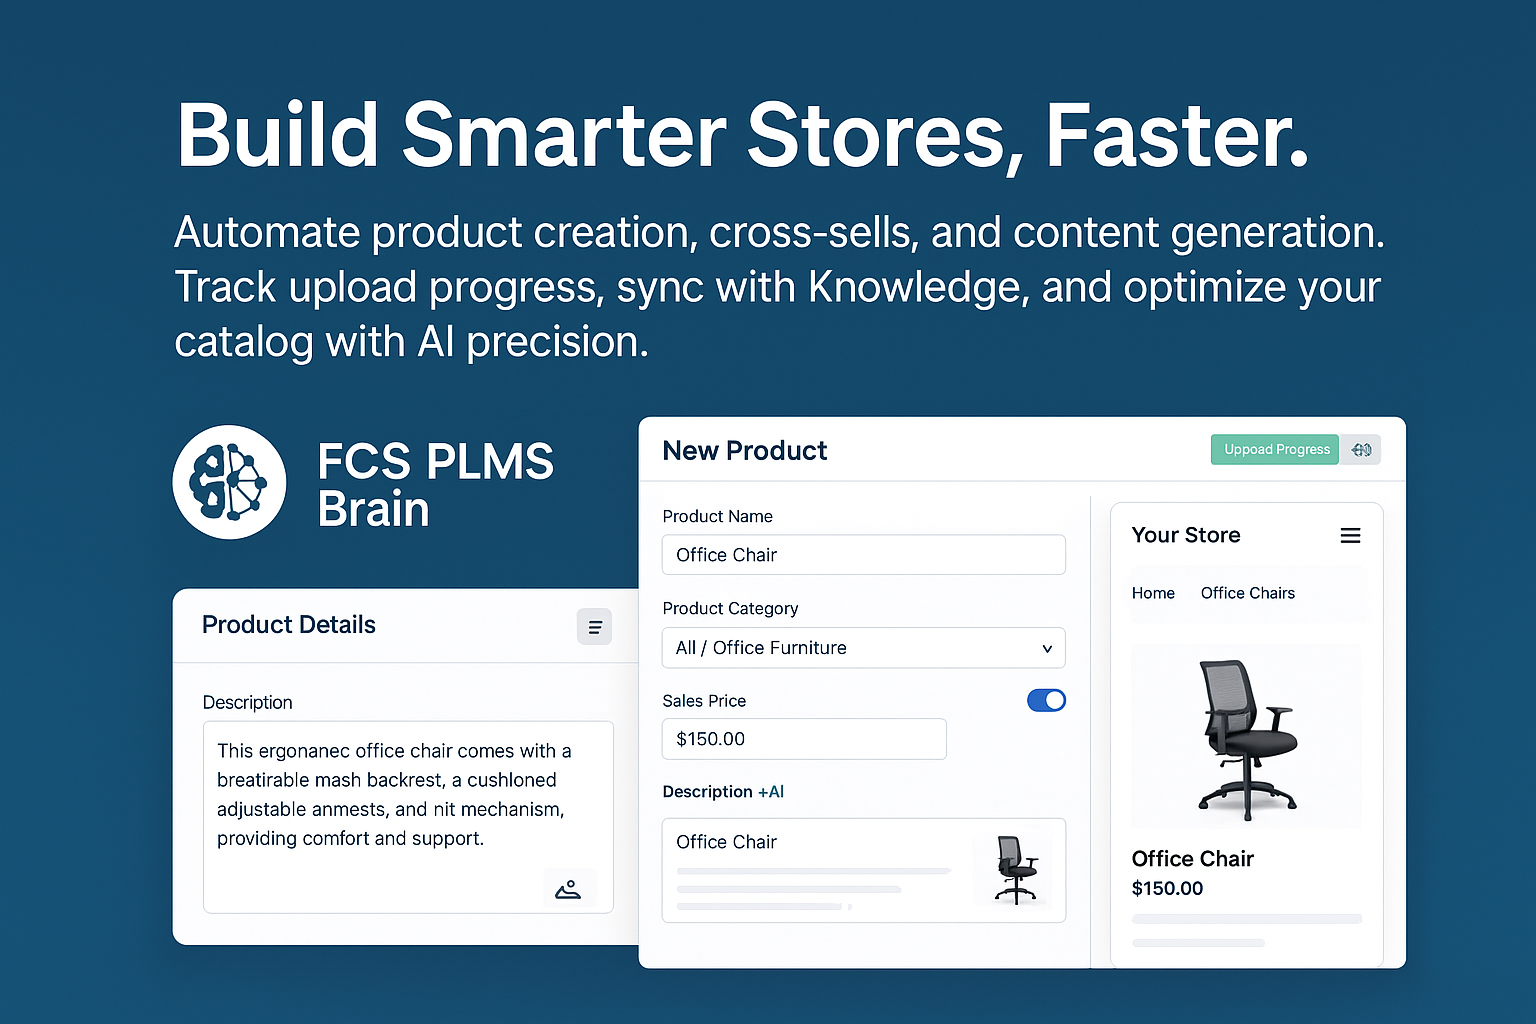 Build Smarter Stores, Faster.
Automate product creation, cross-sells, and content generation.
Track upload progress, sync with Knowledge, and optimize your
catalog with AI precision.
FCS PLMS
Brain
Product Details
Description
This ergonanec office chair comes with a
breatirable mash backrest, a cushloned
adjustable anmests, and nit mechanism,
providing comfort and support.
New Product
Uppoad Progress
Product Name
Office Chair
Product Category
All / Office Furniture
Sales Price
$150.00
Description +AI
Office Chair
Your Store
Home Office Chairs
Office Chair
$150.00